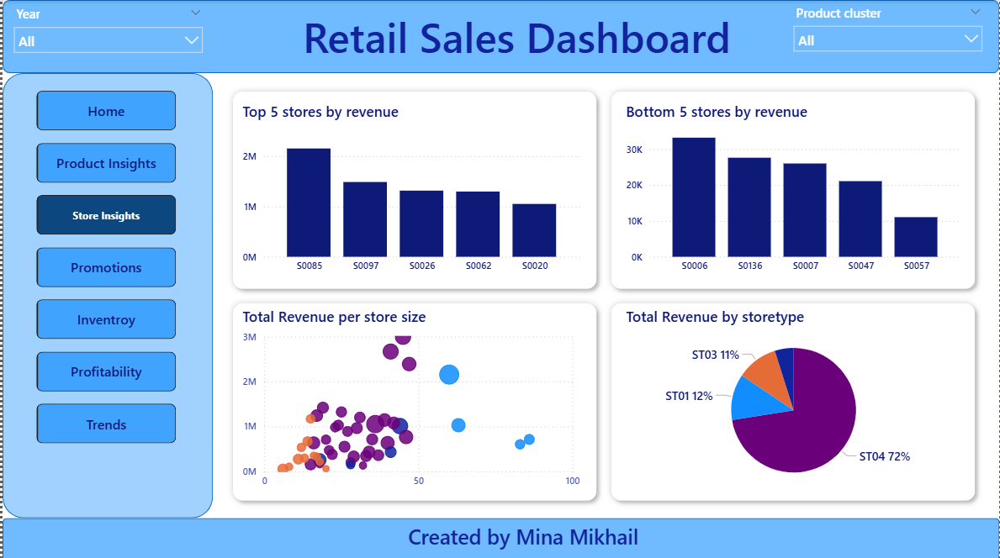 Year
All
Retail Sales Dashboard
Product cluster
All
Home
Product Insights
Store Insights
Promotions
Inventroy
Profitability
Trends
Top 5 stores by revenue
2M
1M
0M
S0085 S0097 S0026 S0062 S0020
Bottom 5 stores by revenue
30K
20K
10K
0K
S0006 S0136 S0007 S0047 S0057
Total Revenue per store size
3M
2M
1M
0M
0 50 100
Total Revenue by storetype
ST03 11%
ST01 12%
ST04 72%
Created by Mina Mikhail